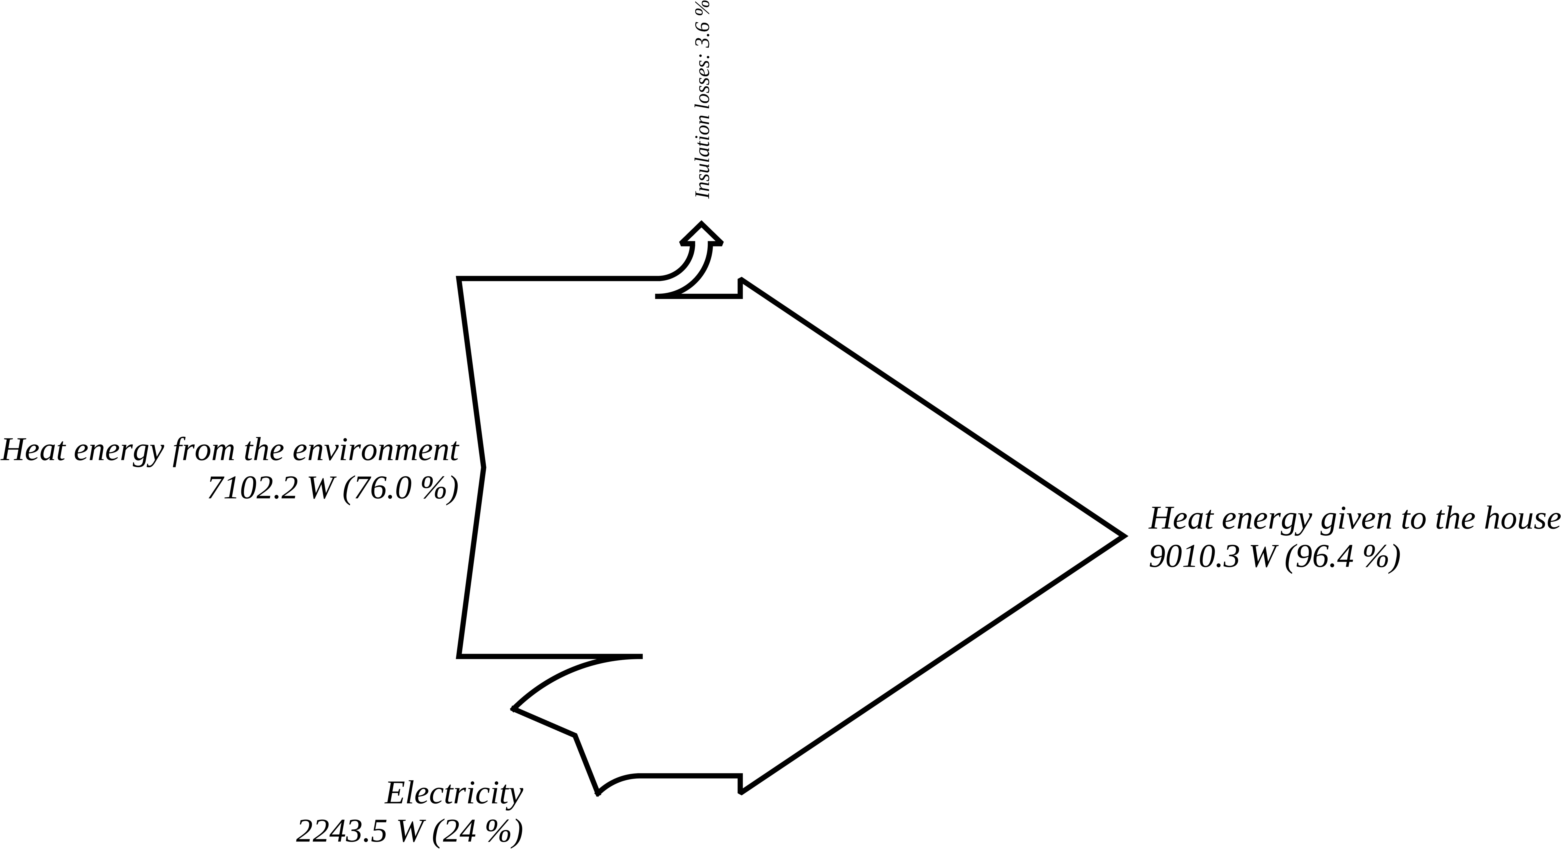 Insulation losses: 3.6 %
Heat energy from the environment
7102.2 W (76.0 %)
Heat energy given to the house
9010.3 W (96.4 %)
Electricity
2243.5 W (24 %)